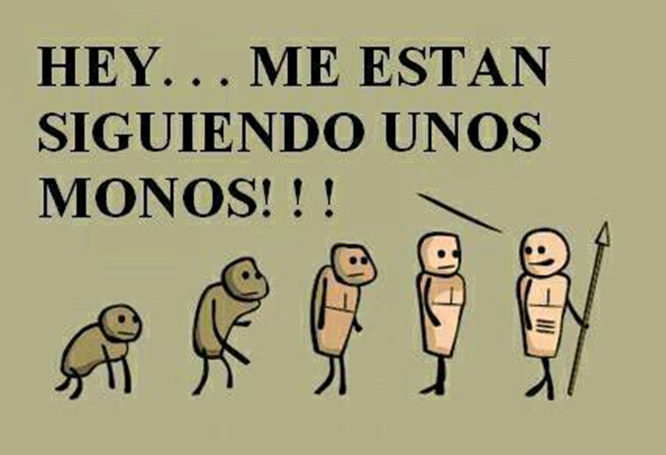 HEY. . . ME ESTAN
SIGUIENDO UNOS
MONOS! ! !